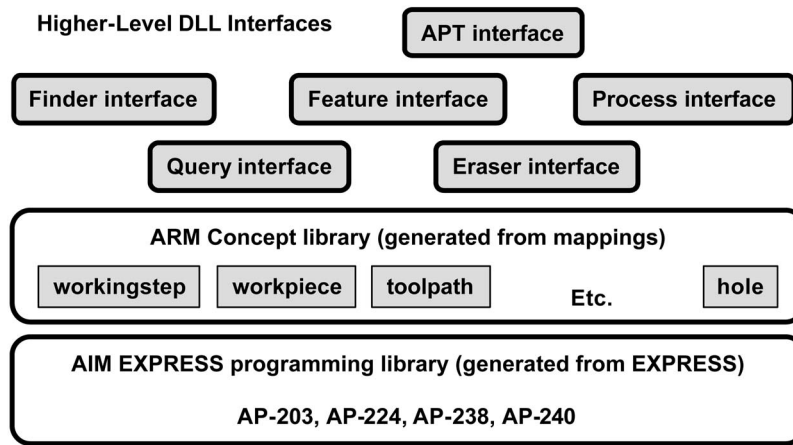 Higher-Level DLL Interfaces
APT interface
Finder interface
Feature interface
Process interface
Query interface
Eraser interface
ARM Concept library (generated from mappings)
workingstep
workpiece
toolpath
Etc.
hole
AIM EXPRESS programming library (generated from EXPRESS)
AP-203, AP-224, AP-238, AP-240